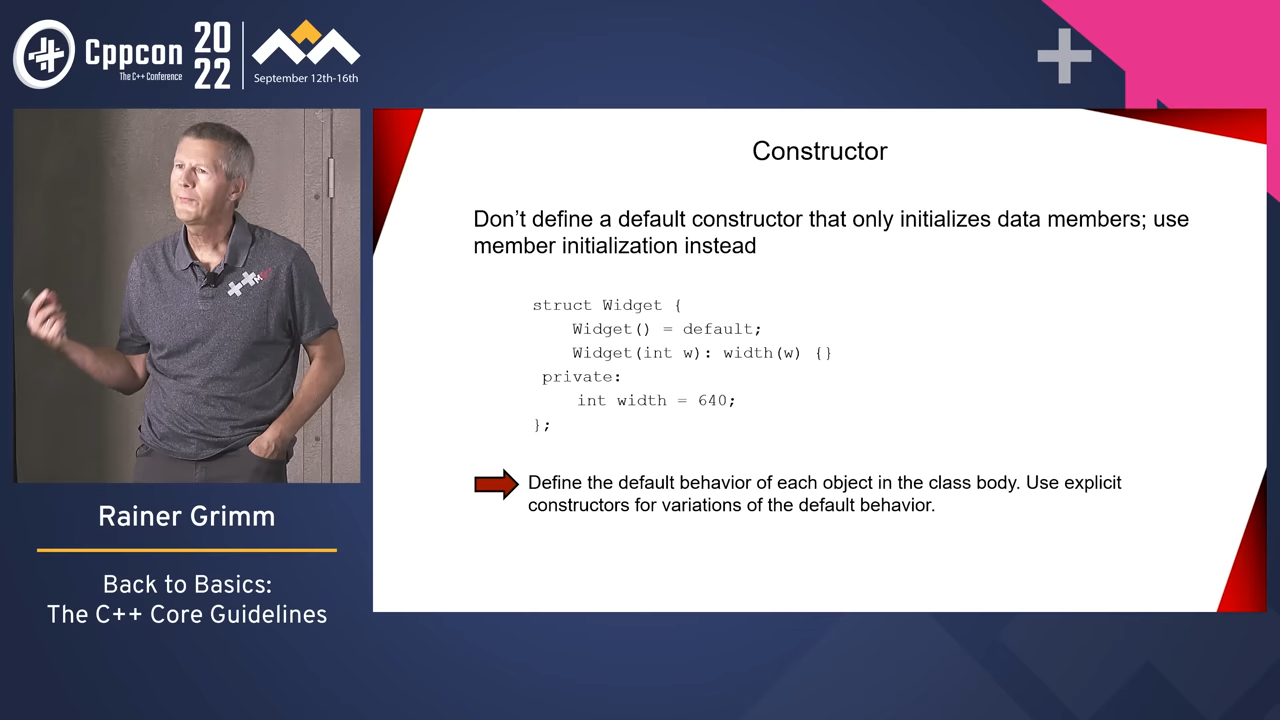 Cppcon
The C++ Conference
20
22
September 12th-16th
Constructor
Don't define a default constructor that only initializes data members; use
member initialization instead
struct Widget {
Widget() = default;
Widget(int w): width(w) {}
private:
int width = 640;
};
Define the default behavior of each object in the class body. Use explicit
constructors for variations of the default behavior.
Rainer Grimm
Back to Basics:
The C++ Core Guidelines